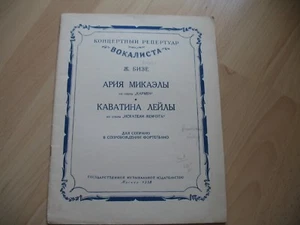 КОНЦЕРТНЫЙ РЕПЕРТУАР
ВОКАЛИСТА
Ж. БИЗЕ
АРИЯ МИКАЭЛЫ
из оперы „КАРМЕН“
и
КАВАТИНА ЛЕЙЛЫ
из оперы „ИСКАТЕЛИ ЖЕМЧУГА“
ДЛЯ СОПРАНО
В СОПРОВОЖДЕНИИ ФОРТЕПИАНО
ГОСУДАРСТВЕННОЕ МУЗЫКАЛЬНОЕ ИЗДАТЕЛЬСТВО
Москва